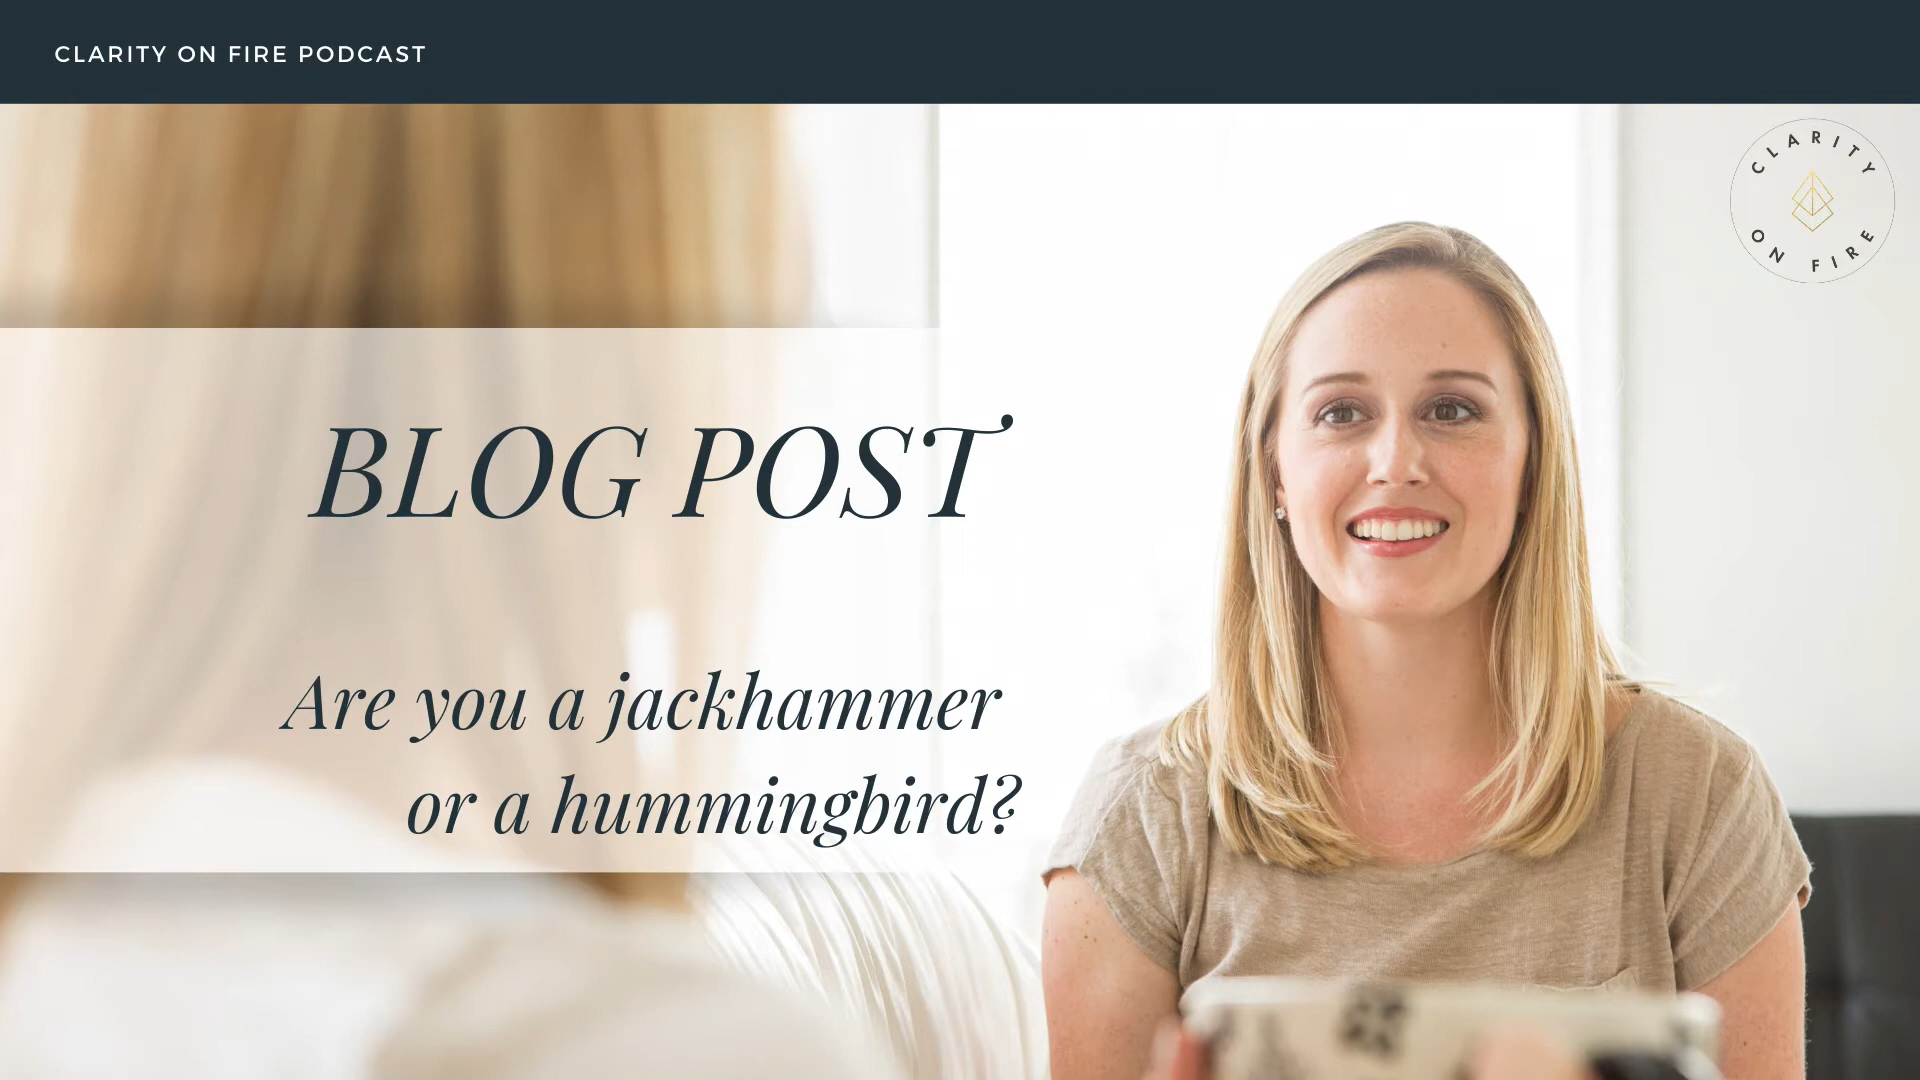 CLARITY ON FIRE PODCAST
CLARITY
ON FIRE
BLOG POST
Are you a jackhammer
or a hummingbird?